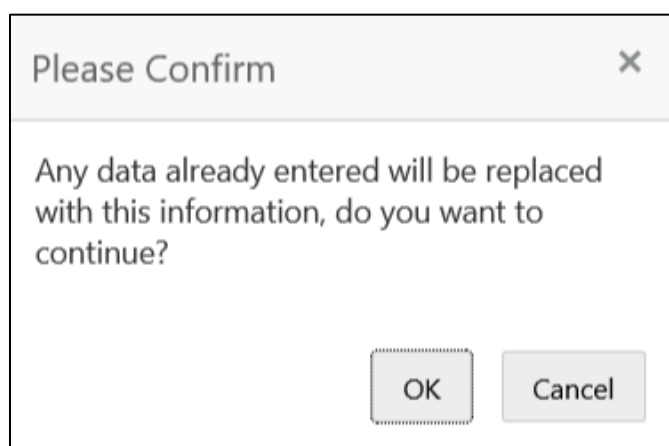 Please Confirm
Any data already entered will be replaced
with this information, do you want to
continue?
OK
Cancel